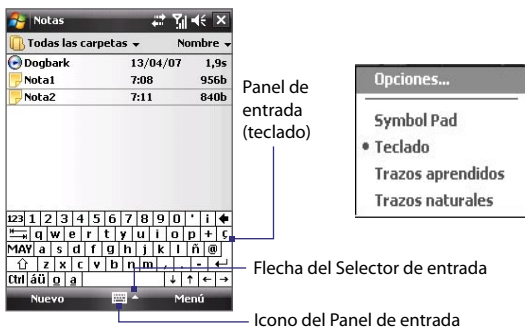 Notas
Todas las carpetas Nombre
Dogbark 13/04/07 1,9s
Nota1 7:08 956b
Nota2 7:11 840b
123 1 2 3 4 5 6 7 8 9 0 ' ¡
q w e r t y u i o p + ç
MAY a s d f g h j k l ñ @
z x c v b n m , . -
Ctrl áü º ª
Nuevo Menú
Panel de
entrada
(teclado)
Flecha del Selector de entrada
Icono del Panel de entrada
Opciones...
Symbol Pad
Teclado
Trazos aprendidos
Trazos naturales